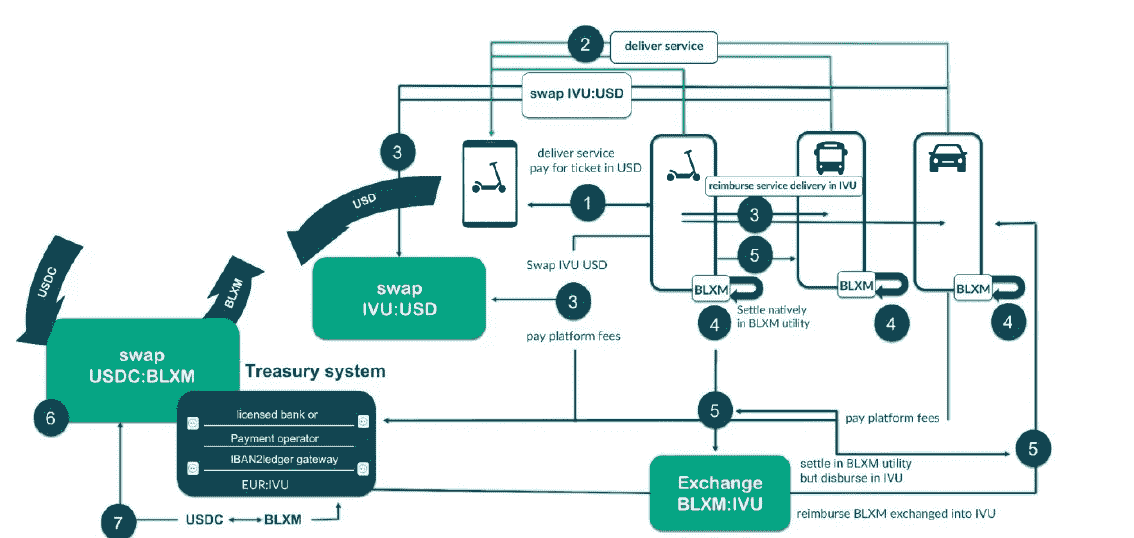 2
deliver service
swap IVU:USD
3
deliver service
pay for ticket in USD
reimburse service delivery in IVU
USD
1
3
5
Swap IVU USD
USDC
BLXM
swap
IVU:USD
3
BLXM
BLXM
BLXM
Settle natively
in BLXM utility
4
4
4
pay platform fees
swap
USDC:BLXM
Treasury system
6
licensed bank or
Payment operator
IBAN2ledger gateway
EUR:IVU
5
pay platform fees
5
settle in BLXM utility
but disburse in IVU
Exchange
BLXM:IVU
reimburse BLXM exchanged into IVU
7
USDC
BLXM